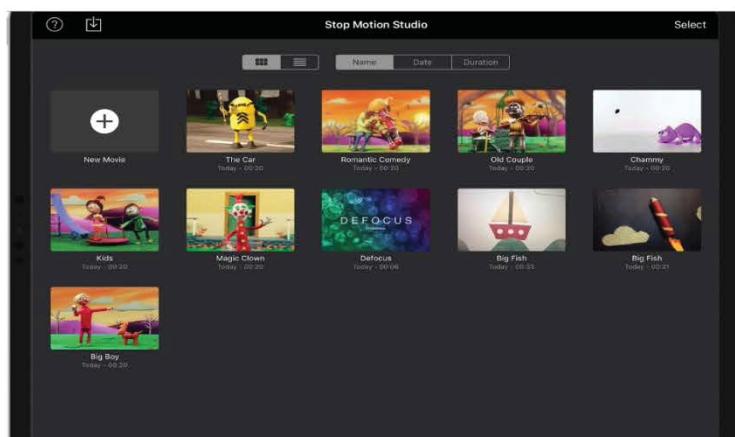 ?
Stop Motion Studio
Select
Name Date Duration
New Movie
The Car
Today - 00:20
Romantic Comedy
Today - 00:20
Old Couple
Today - 00:20
Chammy
Today - 00:20
Kids
Today - 00:20
Magic Clown
Today - 00:20
DEFOCUS
Defocus
Today - 00:06
Big Fish
Today - 00:33
Big Fish
Today - 00:21
Big Boy
Today - 00:20